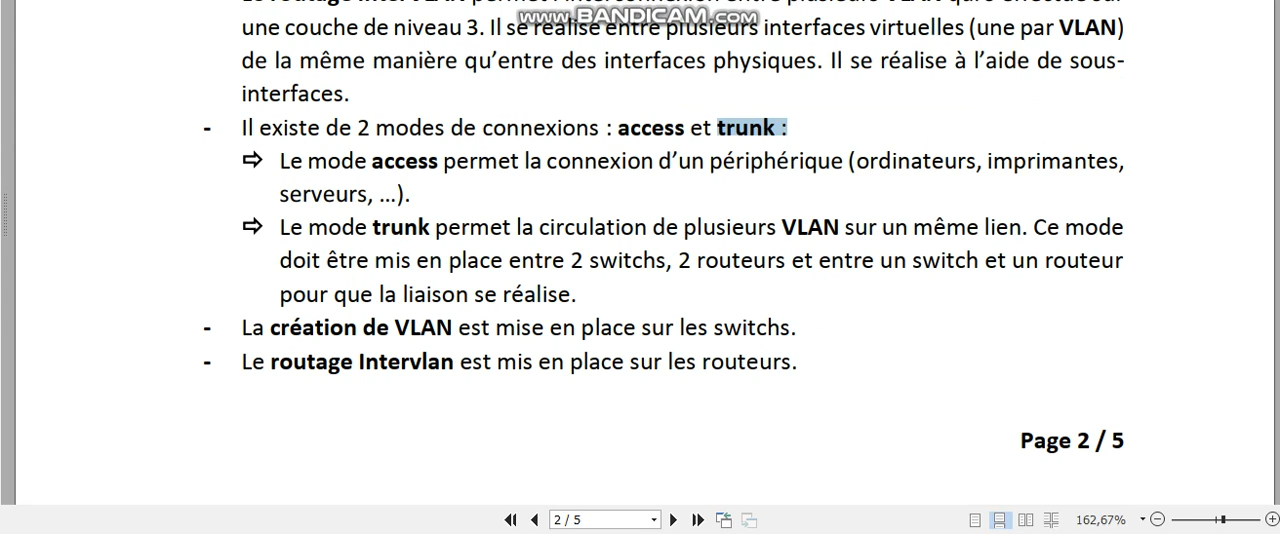 www.BANDICAM.com
une couche de niveau 3. Il se réalise entre plusieurs interfaces virtuelles (une par VLAN)
de la même manière qu’entre des interfaces physiques. Il se réalise à l’aide de sous-
interfaces.
- Il existe de 2 modes de connexions : access et trunk :
⇨ Le mode access permet la connexion d’un périphérique (ordinateurs, imprimantes,
serveurs, …).
⇨ Le mode trunk permet la circulation de plusieurs VLAN sur un même lien. Ce mode
doit être mis en place entre 2 switchs, 2 routeurs et entre un switch et un routeur
pour que la liaison se réalise.
- La création de VLAN est mise en place sur les switchs.
- Le routage Intervlan est mis en place sur les routeurs.
Page 2 / 5
2 / 5
162,67%